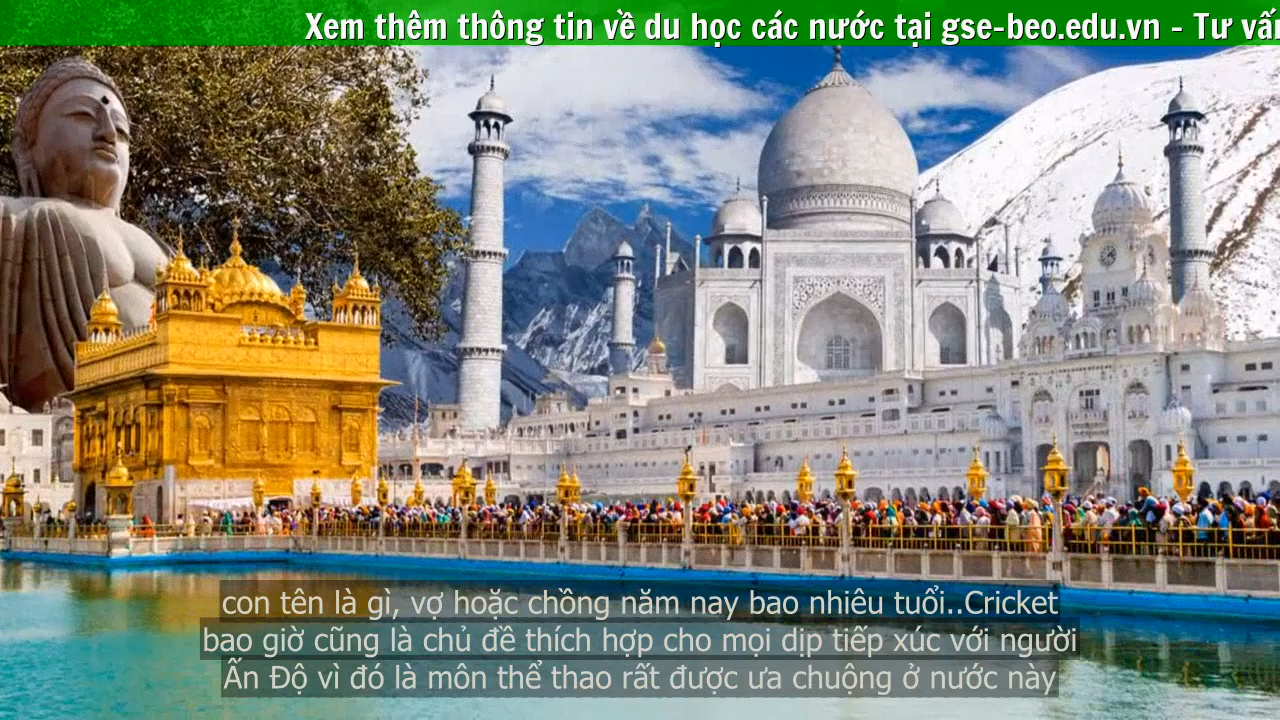 Xem thêm thông tin về du học các nước tại gse-beo.edu.vn - Tư vấ
con tên là gì, vợ hoặc chồng năm nay bao nhiêu tuổi..Cricket
bao giờ cũng là chủ đề thích hợp cho mọi dịp tiếp xúc với người
Ấn Độ vì đó là môn thể thao rất được ưa chuộng ở nước này